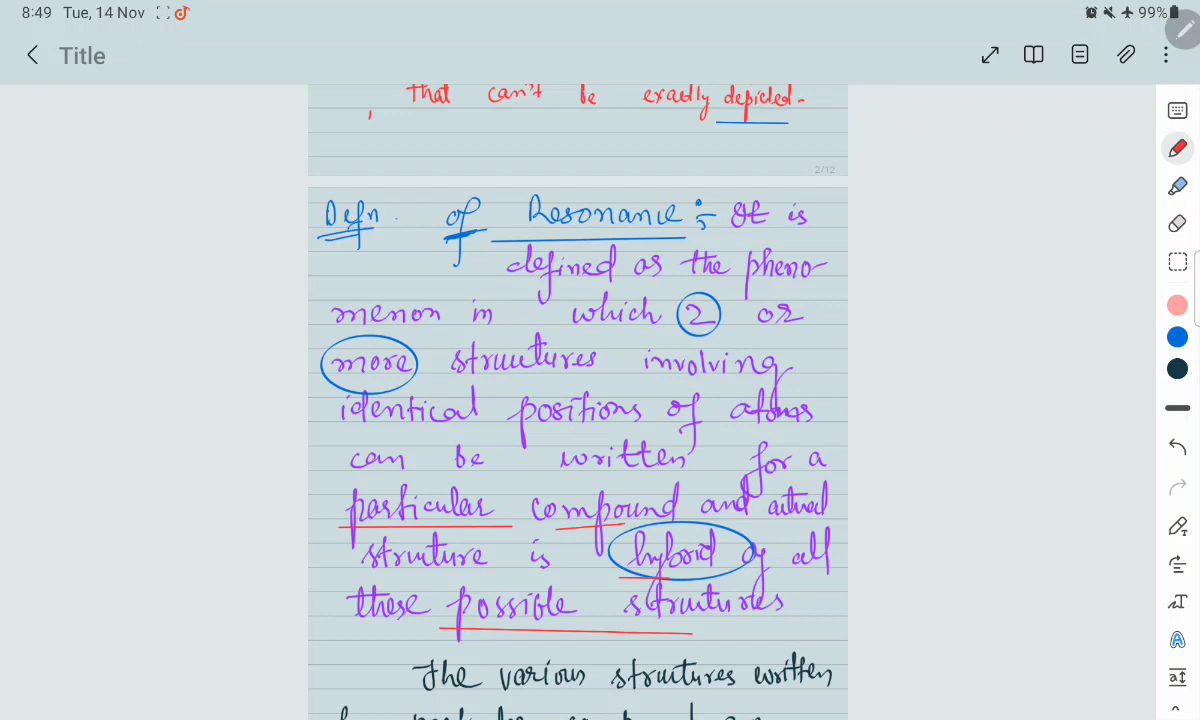 8:49 Tue, 14 Nov 99%
Title
That can't be exactly depicted.
2/12
Defn. of Resonance :- It is
defined as the pheno-
menon in which 2 or
more structures involving
identical positions of atoms
can be written for a
particular compound and actual
structure is hybrid of all
these possible structures
The various structures written